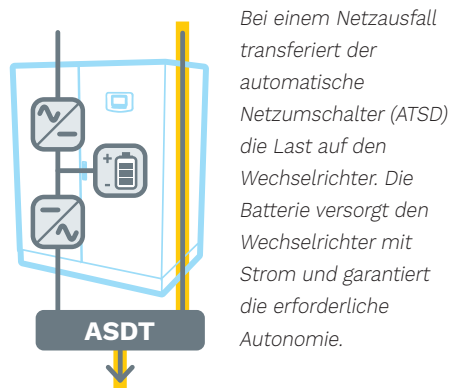 Bei einem Netzausfall
transferiert der
automatische
Netzumschalter (ATSD)
die Last auf den
Wechselrichter. Die
Batterie versorgt den
Wechselrichter mit
Strom und garantiert
die erforderliche
Autonomie.
ASDT